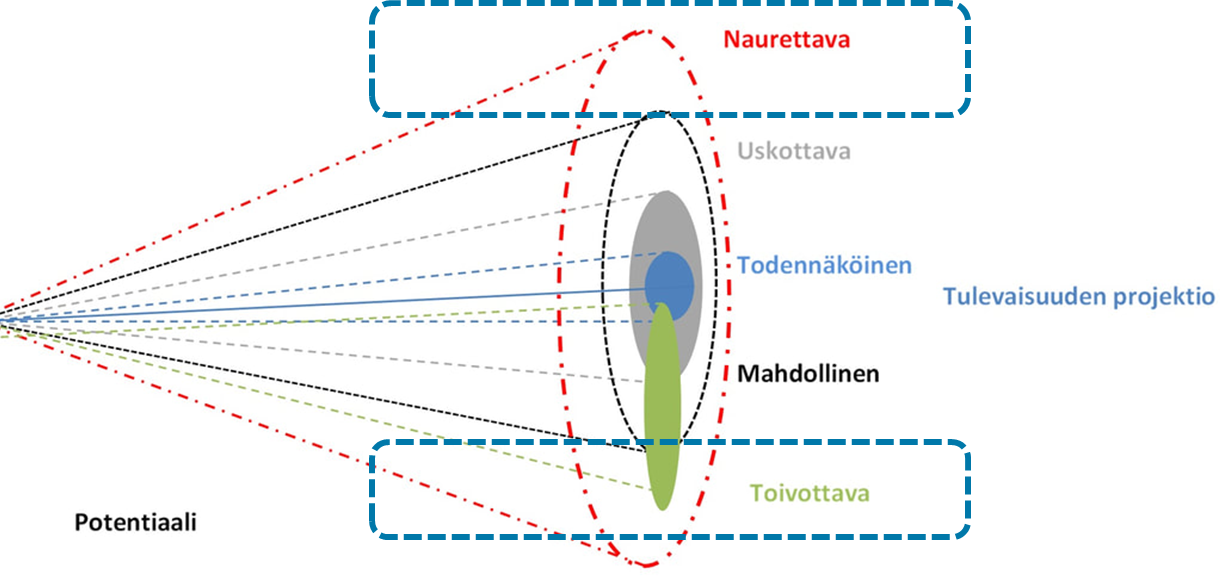 Naurettava
Uskottava
Todennäköinen
Tulevaisuuden projektio
Mahdollinen
Toivottava
Potentiaali